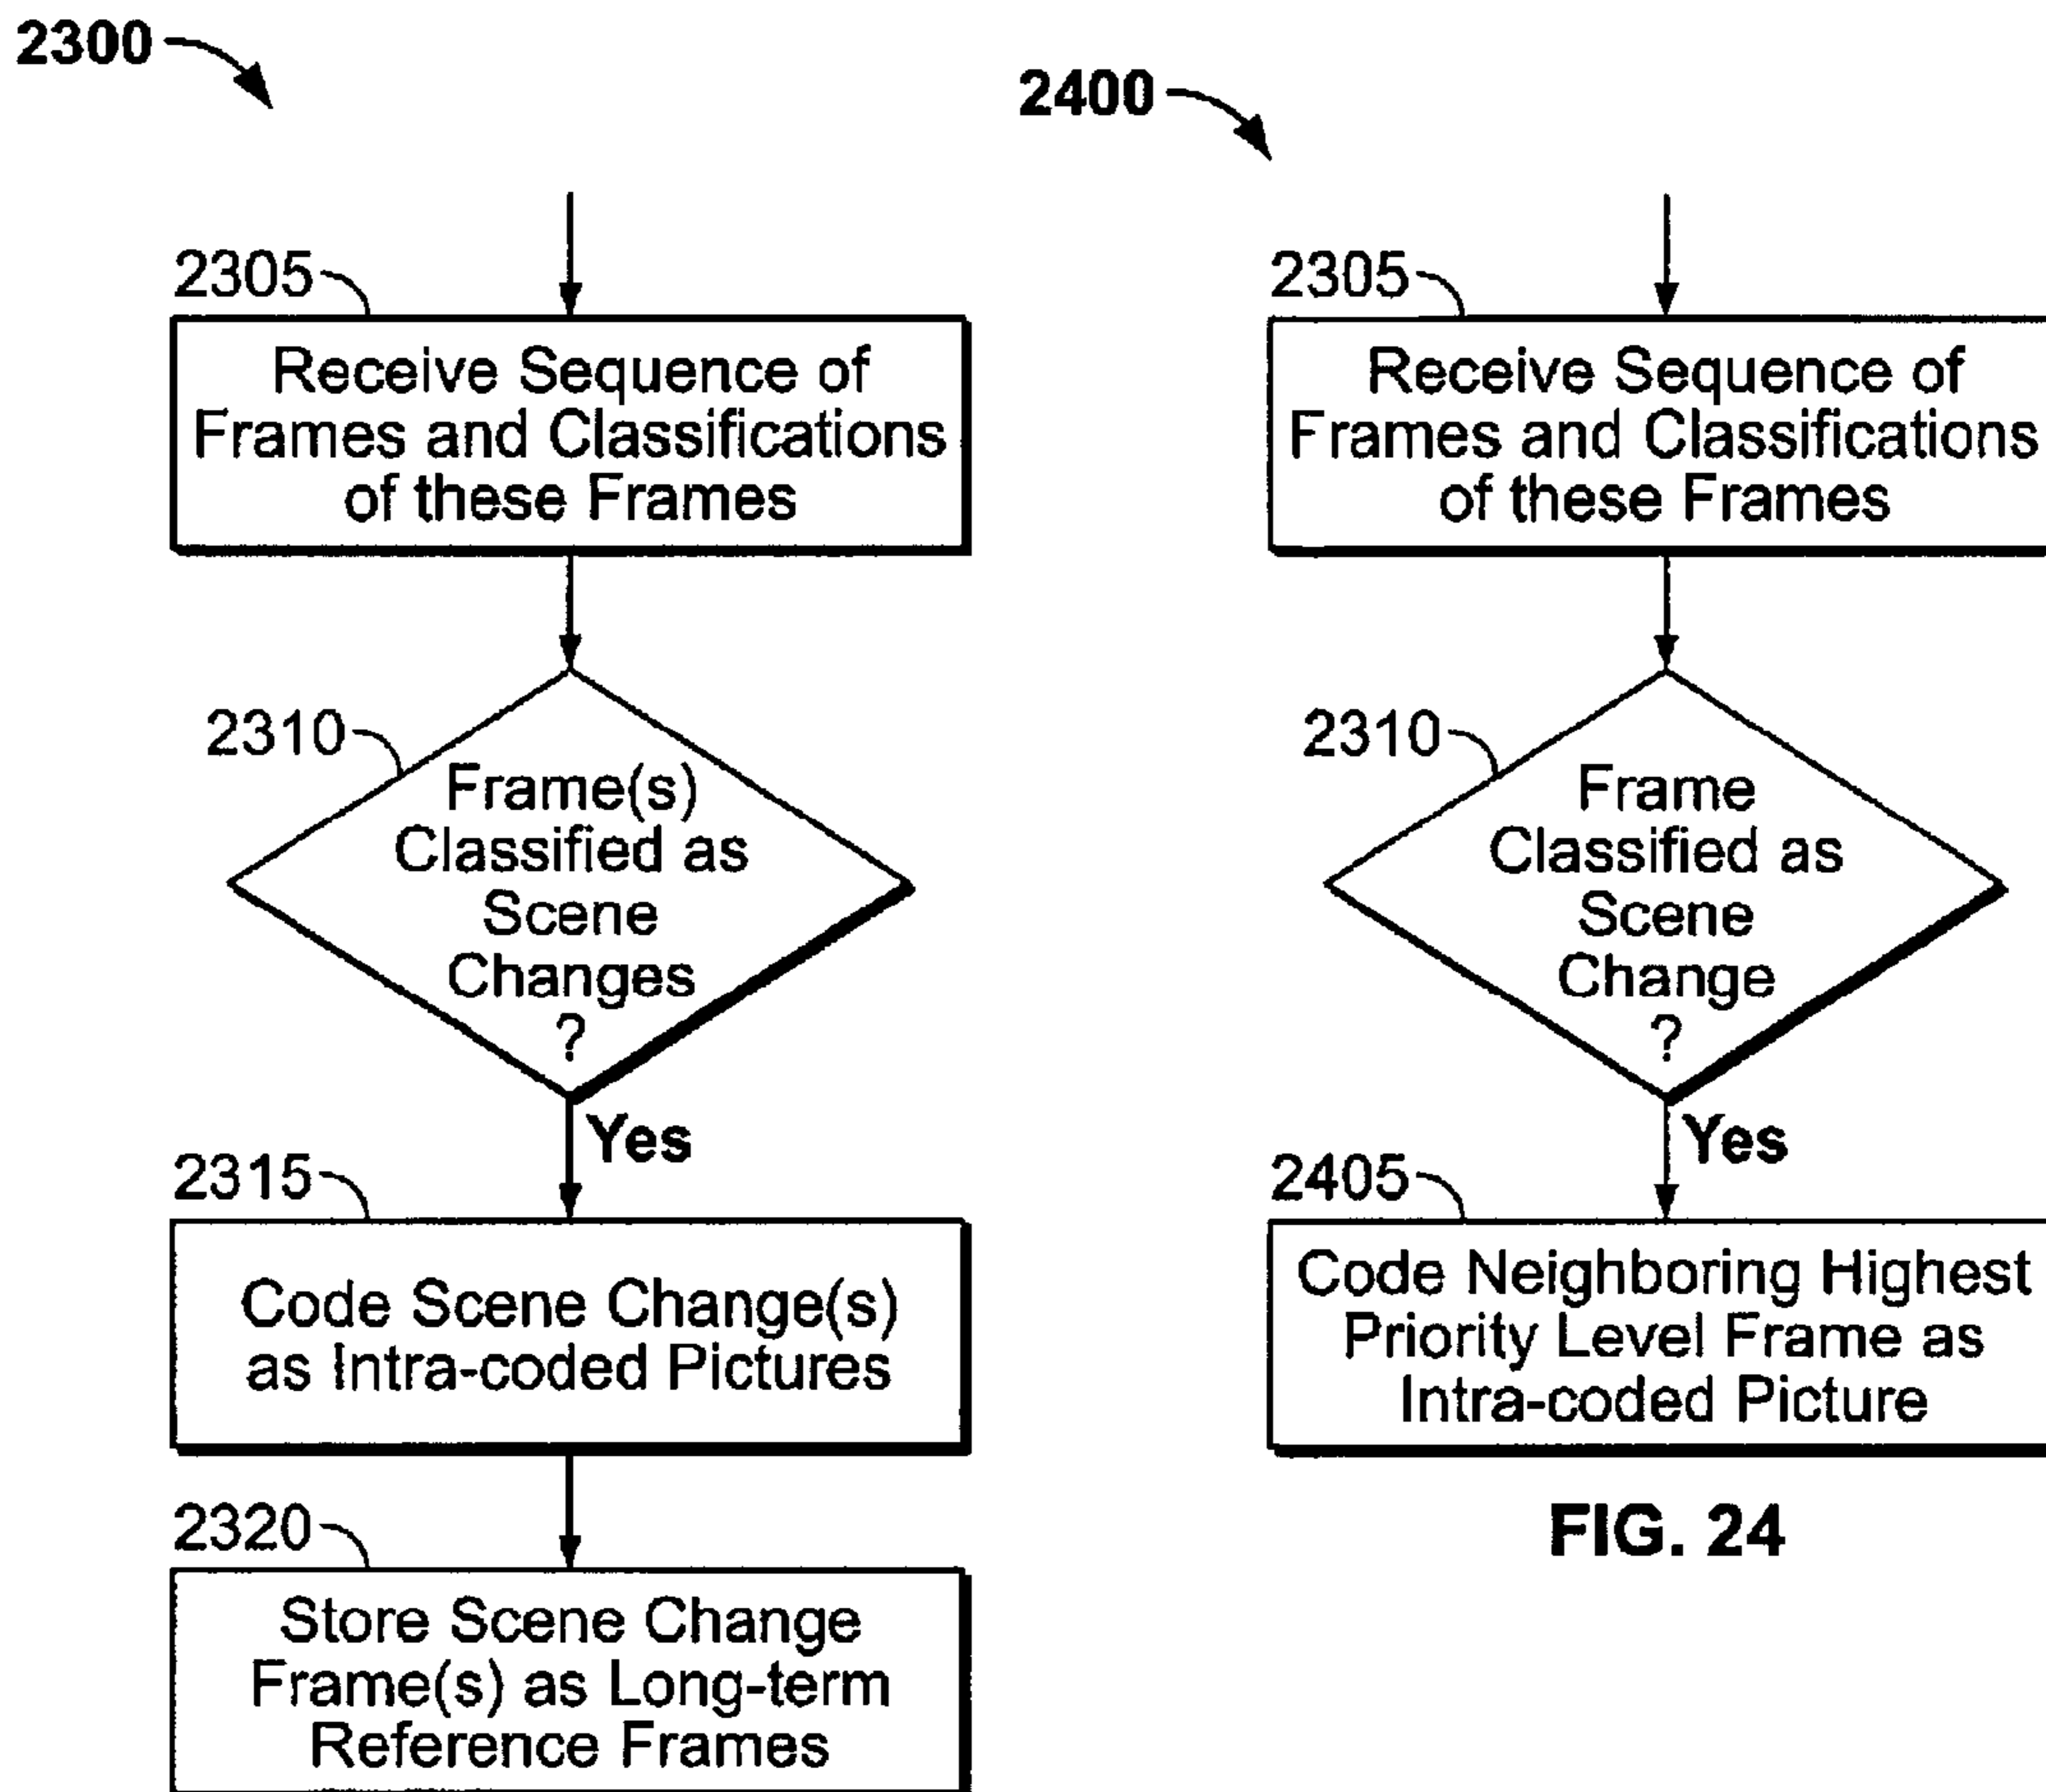 2300
2305
Receive Sequence of
Frames and Classifications
of these Frames
2310
Frame(s)
Classified as
Scene
Changes
?
Yes
2315
Code Scene Change(s)
as Intra-coded Pictures
2320
Store Scene Change
Frame(s) as Long-term
Reference Frames
2400
2305
Receive Sequence of
Frames and Classifications
of these Frames
2310
Frame
Classified as
Scene
Change
?
Yes
2405
Code Neighboring Highest
Priority Level Frame as
Intra-coded Picture
FIG. 24